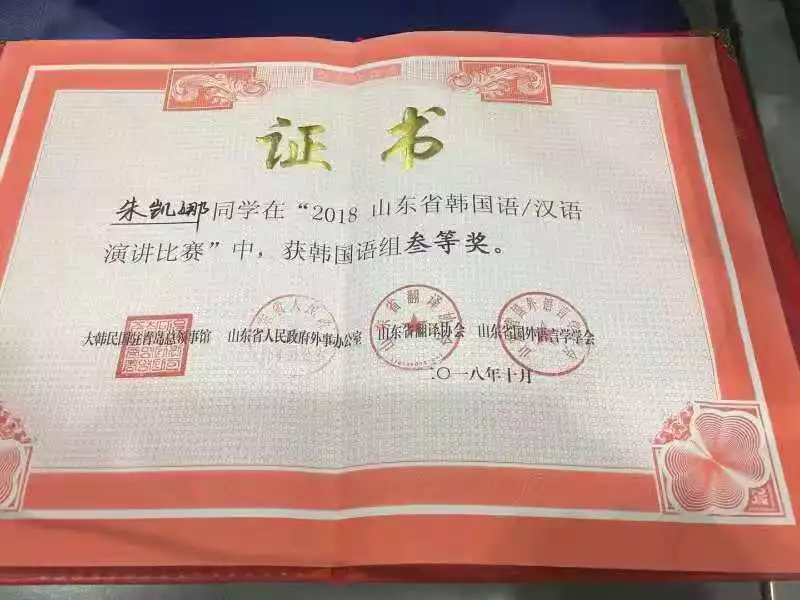 证书
朱凯娜同学在“2018 山东省韩国语/汉语
演讲比赛”中，获韩国语组叁等奖。
大韩民国驻青岛总领事馆 山东省人民政府外事办公室 山东省翻译协会 山东省国外语言学学会
二〇一八年十月